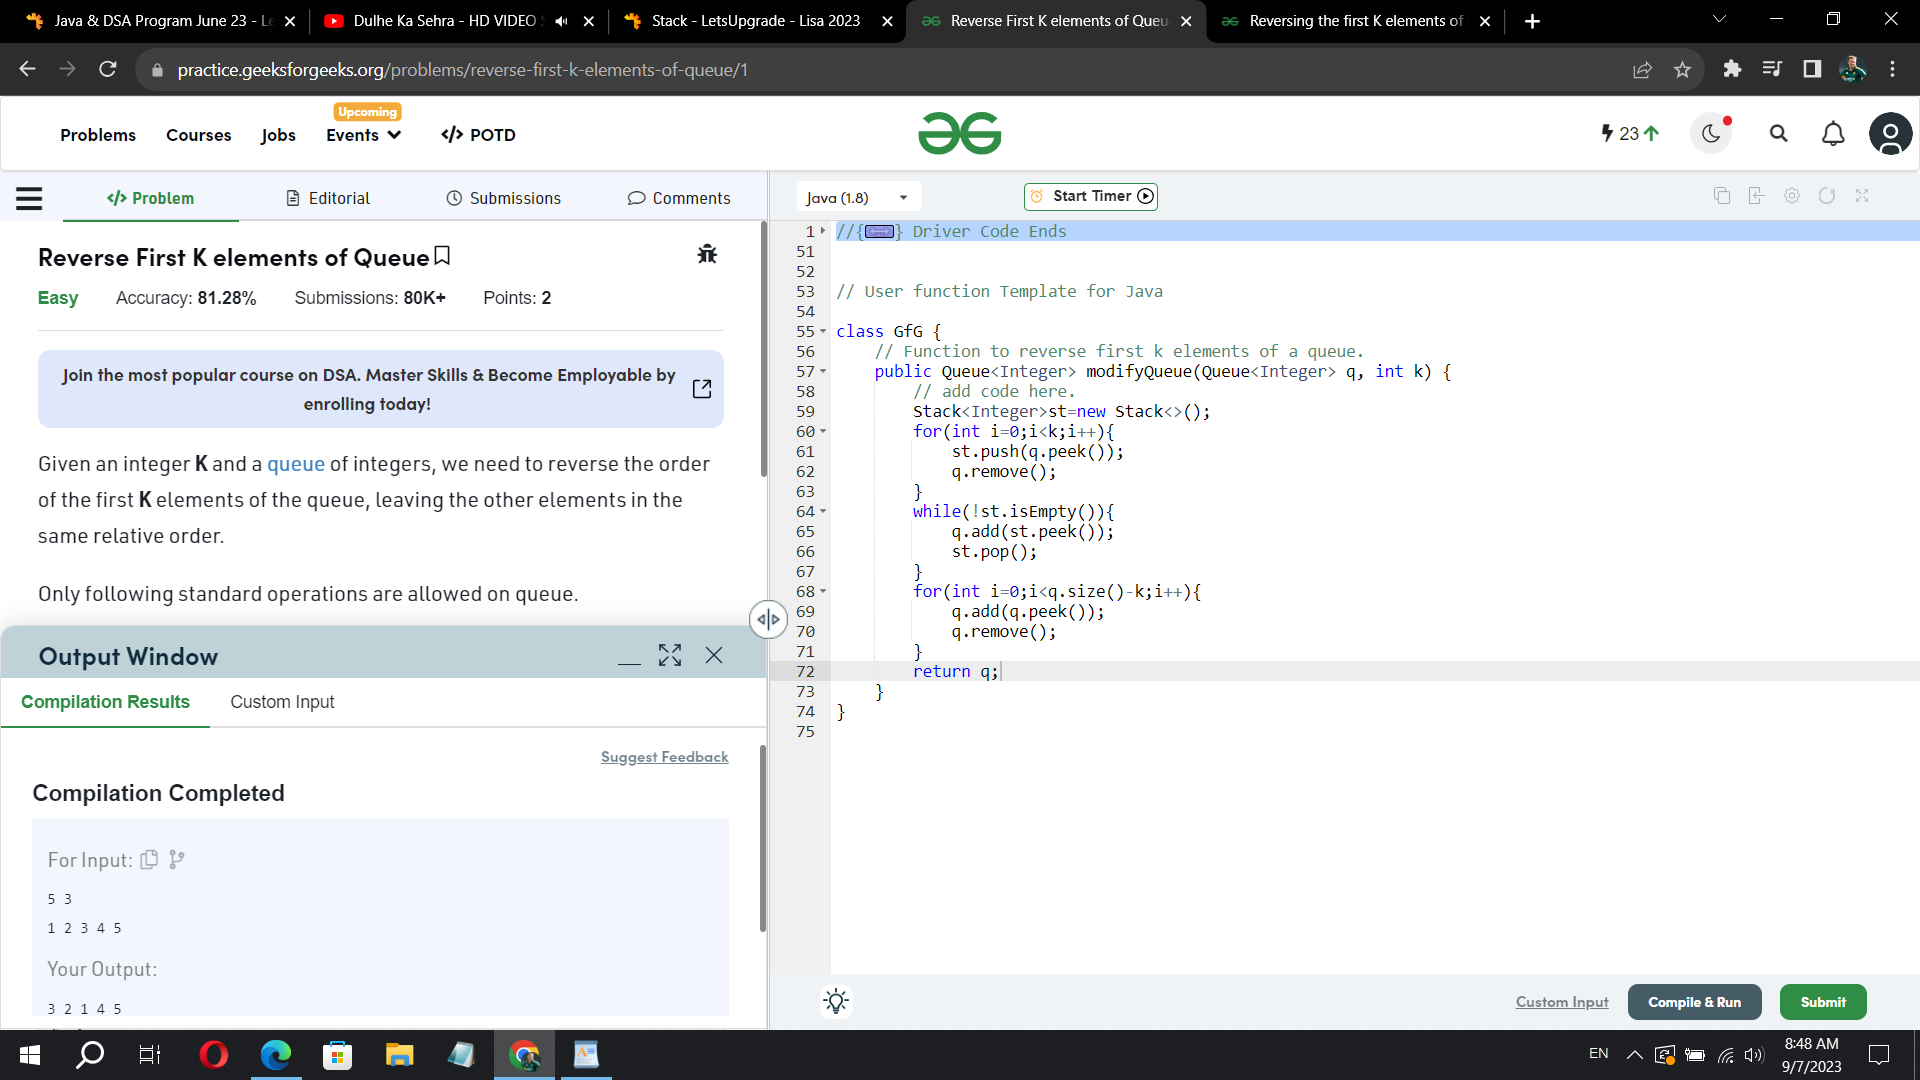 Java & DSA Program June 23 - Le
Dulhe Ka Sehra - HD VIDEO S
Stack - LetsUpgrade - Lisa 2023
Reverse First K elements of Queu
Reversing the first K elements of
practice.geeksforgeeks.org/problems/reverse-first-k-elements-of-queue/1
Problems
Courses
Jobs
Upcoming
Events
</> POTD
23
</> Problem
Editorial
Submissions
Comments
Java (1.8)
Start Timer
Reverse First K elements of Queue
Easy
Accuracy: 81.28%
Submissions: 80K+
Points: 2
Join the most popular course on DSA. Master Skills & Become Employable by
enrolling today!
Given an integer K and a queue of integers, we need to reverse the order
of the first K elements of the queue, leaving the other elements in the
same relative order.
Only following standard operations are allowed on queue.
Output Window
Compilation Results
Custom Input
Suggest Feedback
Compilation Completed
For Input:
5 3
1 2 3 4 5
Your Output:
3 2 1 4 5
1 //{} Driver Code Ends
51
52
53 // User function Template for Java
54
55 class GfG {
56 // Function to reverse first k elements of a queue.
57 public Queue<Integer> modifyQueue(Queue<Integer> q, int k) {
58 // add code here.
59 Stack<Integer>st=new Stack<>();
60 for(int i=0;i<k;i++){
61 st.push(q.peek());
62 q.remove();
63 }
64 while(!st.isEmpty()){
65 q.add(st.peek());
66 st.pop();
67 }
68 for(int i=0;i<q.size()-k;i++){
69 q.add(q.peek());
70 q.remove();
71 }
72 return q;
73 }
74 }
75
Custom Input
Compile & Run
Submit
EN
8:48 AM
9/7/2023